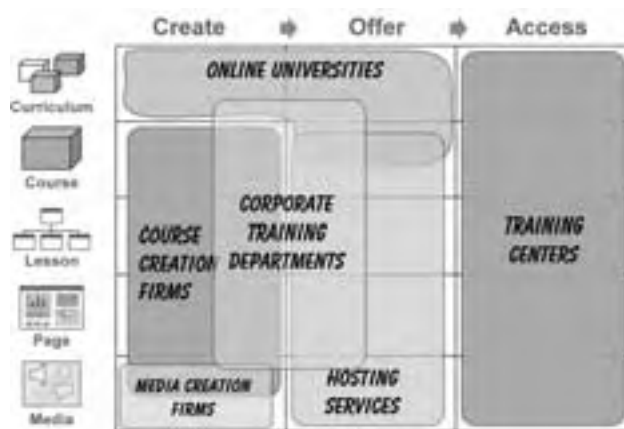 Create Offer Access
ONLINE UNIVERSITIES
Curriculum
Course
COURSE
CREATION
FIRMS
CORPORATE
TRAINING
DEPARTMENTS
TRAINING
CENTERS
Lesson
Page
MEDIA CREATION
FIRMS
HOSTING
SERVICES
Media